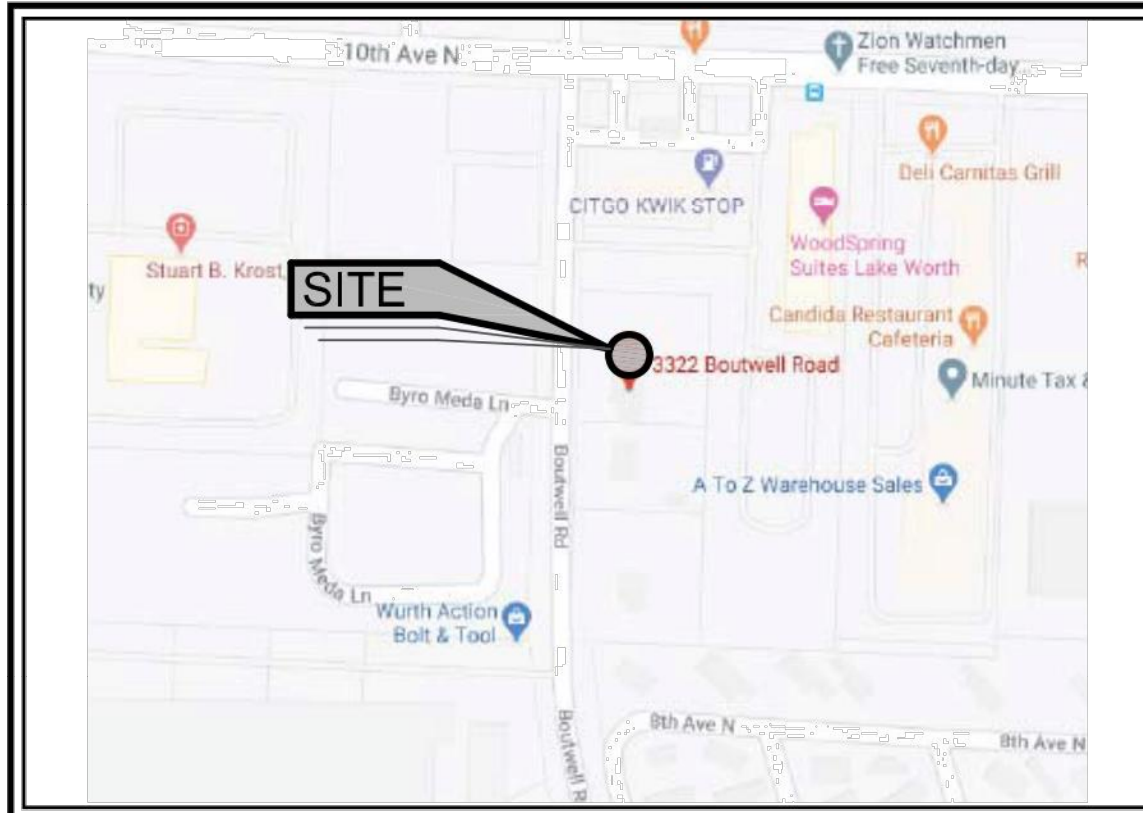 10th Ave N
Zion Watchmen
Free Seventh-day...
Deli Carnitas Grill
CITGO KWIK STOP
WoodSpring
Suites Lake Worth
Stuart B. Krost,
R
ty
SITE
Candida Restaurant
Cafeteria
3322 Boutwell Road
Minute Tax &
Byro Meda Ln
Boutwell Rd
A To Z Warehouse Sales
Byro Meda Ln
Wurth Action
Bolt & Tool
Boutwell R
8th Ave N
8th Ave N